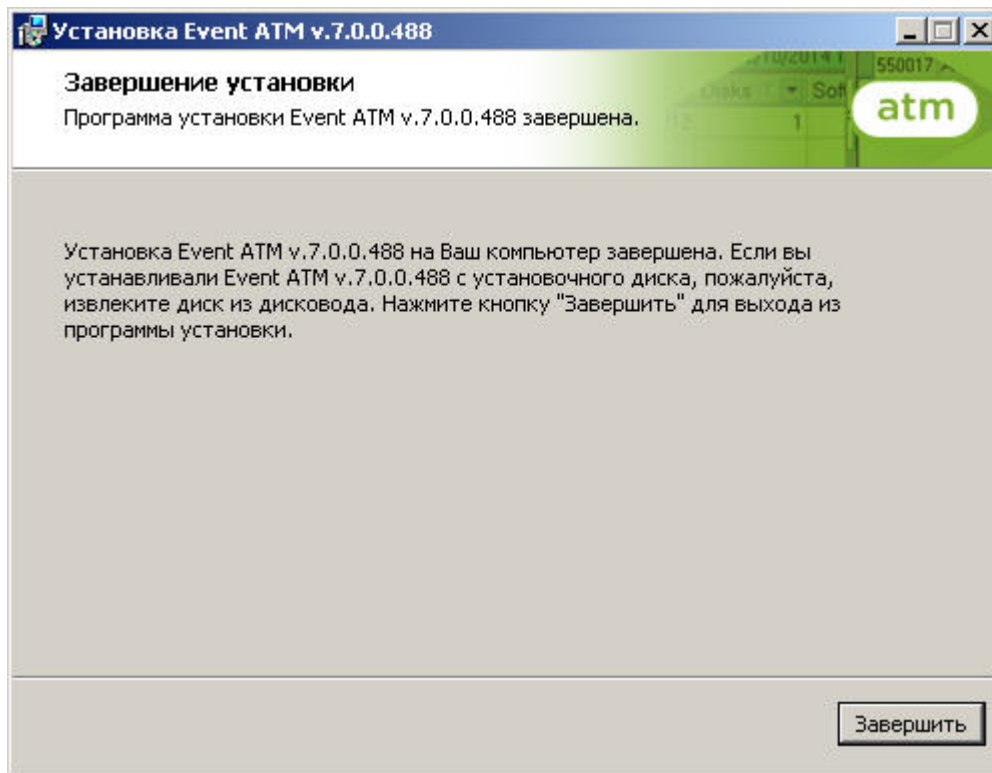 Установка Event ATM v.7.0.0.488
Завершение установки
Программа установки Event ATM v.7.0.0.488 завершена.
550017
1
atm
Установка Event ATM v.7.0.0.488 на Ваш компьютер завершена. Если вы
устанавливали Event ATM v.7.0.0.488 с установочного диска, пожалуйста,
извлеките диск из дисковода. Нажмите кнопку "Завершить" для выхода из
программы установки.
Завершить